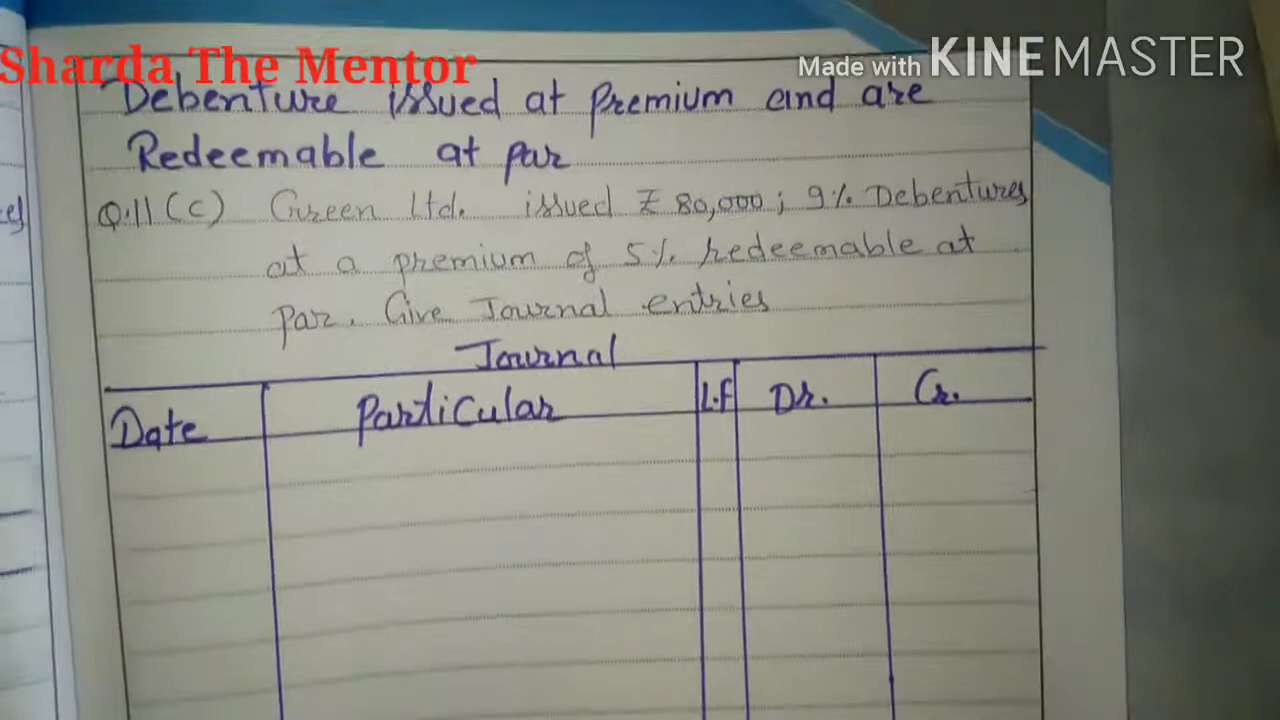 Sharda The Mentor
Made with KINEMASTER
Debenture issued at Premium and are
Redeemable at par
Q.11 (c) Green Ltd. issued ₹ 80,000 ; 9% Debentures
at a premium of 5% redeemable at
par. Give Journal entries
Journal
Date Particular L.F Dr. Cr.